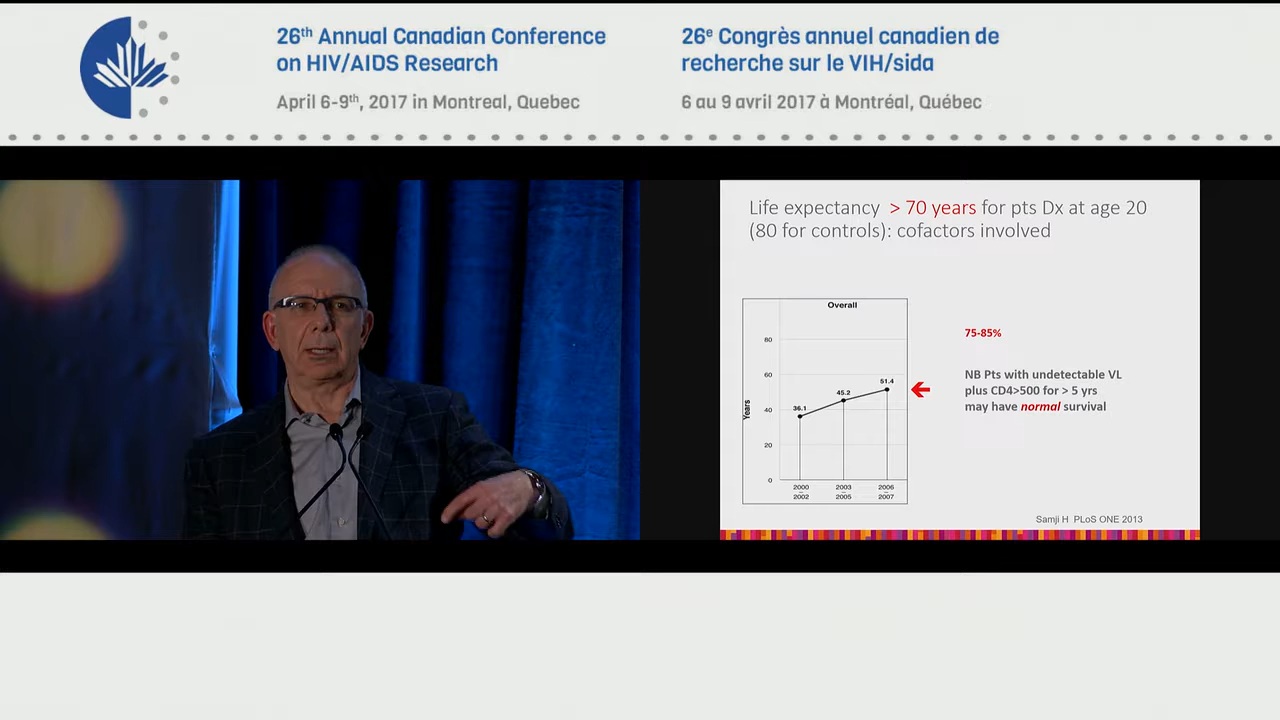 26th Annual Canadian Conference
on HIV/AIDS Research
April 6-9th, 2017 in Montreal, Quebec
26e Congrès annuel canadien de
recherche sur le VIH/sida
6 au 9 avril 2017 à Montréal, Québec
Life expectancy > 70 years for pts Dx at age 20
(80 for controls): cofactors involved
Overall
80
60
40
20
0
Years
36.1
45.2
51.4
2000
2002
2003
2005
2006
2007
75-85%
NB Pts with undetectable VL
plus CD4>500 for > 5 yrs
may have normal survival
Samji H PLoS ONE 2013